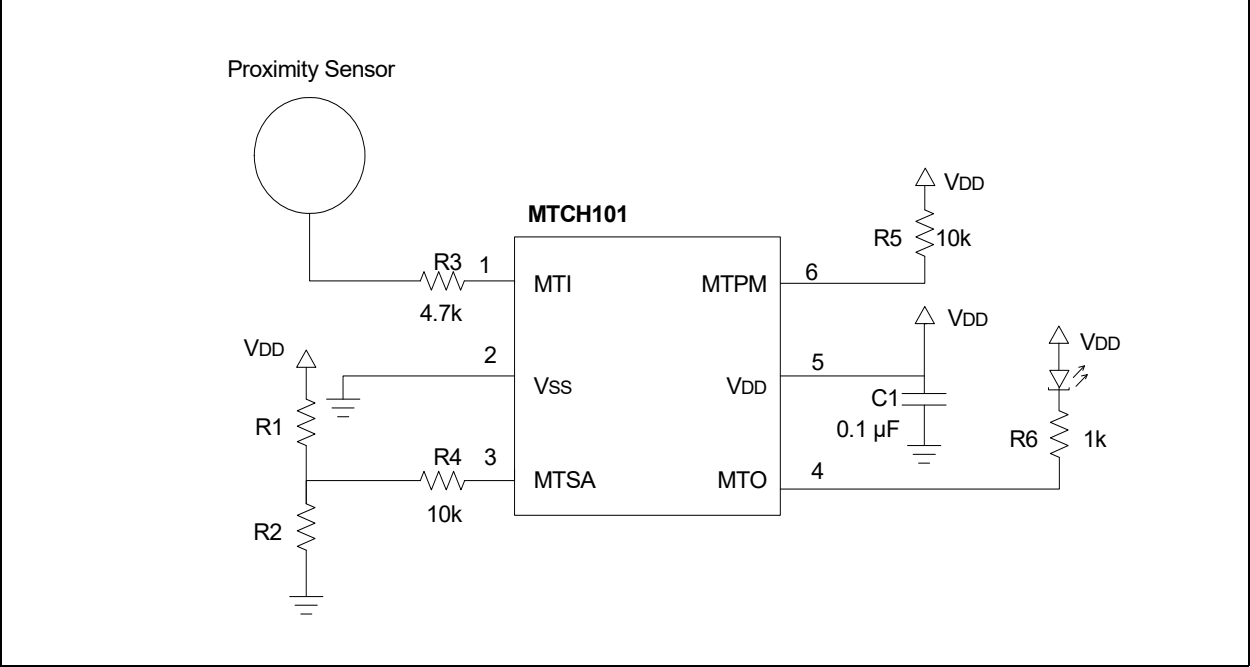 Proximity Sensor
VDD
MTCH101
R5 10k
R3 1
6
MTI
MTPM
4.7k
VDD
VDD
VDD
2
5
VSS
VDD
C1
R1
0.1 µF
R6 1k
R4 3
4
MTSA
MTO
10k
R2